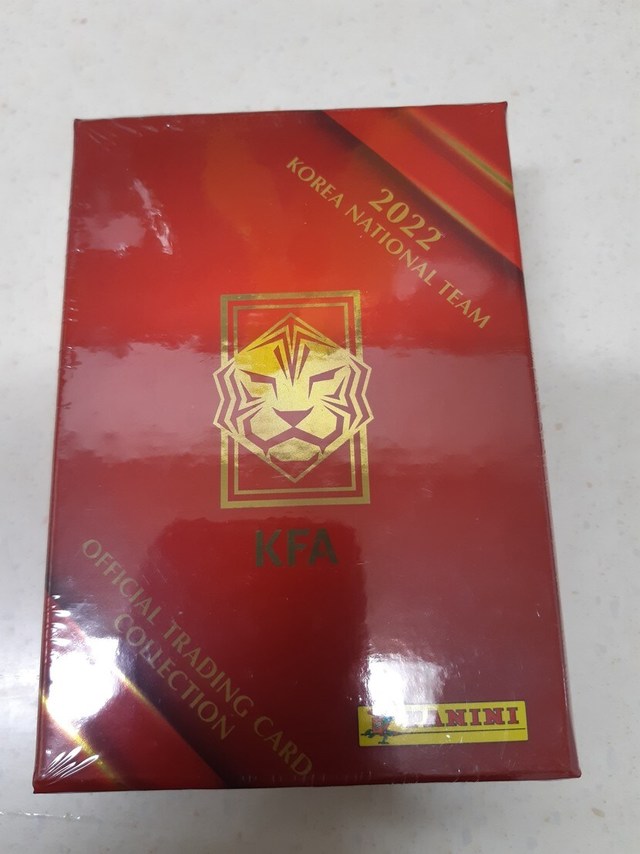 2022
KOREA NATIONAL TEAM
KFA
OFFICIAL TRADING CARD
COLLECTION
PANINI